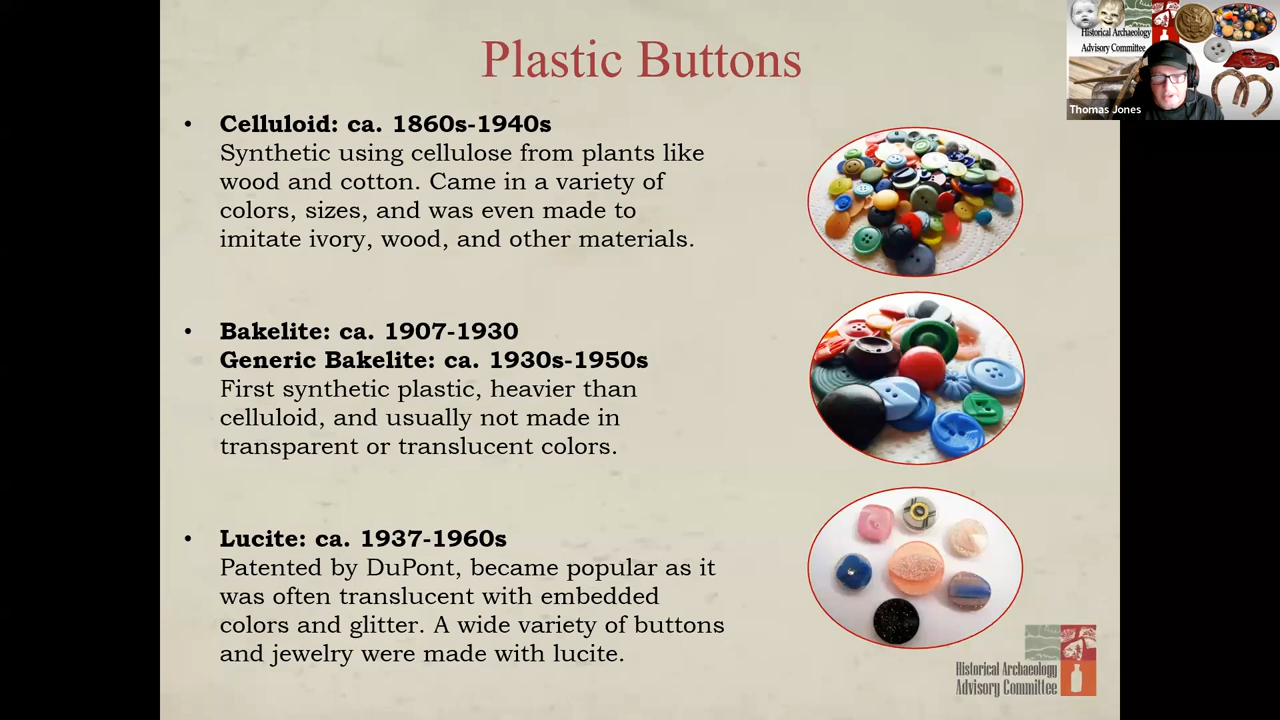 Plastic Buttons
• Celluloid: ca. 1860s-1940s
Synthetic using cellulose from plants like
wood and cotton. Came in a variety of
colors, sizes, and was even made to
imitate ivory, wood, and other materials.
• Bakelite: ca. 1907-1930
Generic Bakelite: ca. 1930s-1950s
First synthetic plastic, heavier than
celluloid, and usually not made in
transparent or translucent colors.
• Lucite: ca. 1937-1960s
Patented by DuPont, became popular as it
was often translucent with embedded
colors and glitter. A wide variety of buttons
and jewelry were made with lucite.
Historical Archaeology
Advisory Committee
Historical Archaeology
Advisory Committee
Thomas Jones